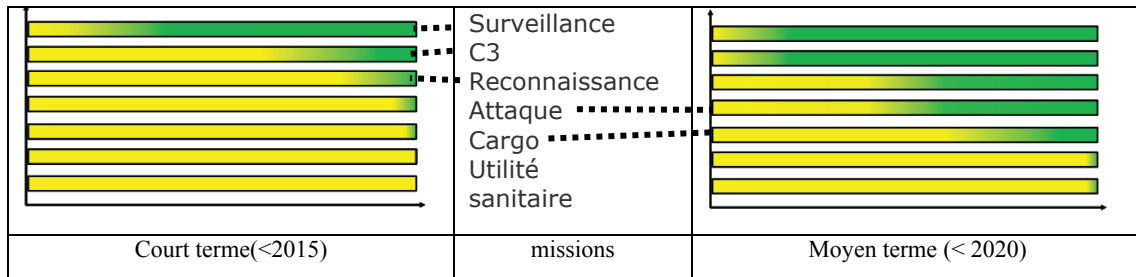 Surveillance
C3
Reconnaissance
Attaque
Cargo
Utilité
sanitaire
Court terme(<2015)
missions
Moyen terme (< 2020)